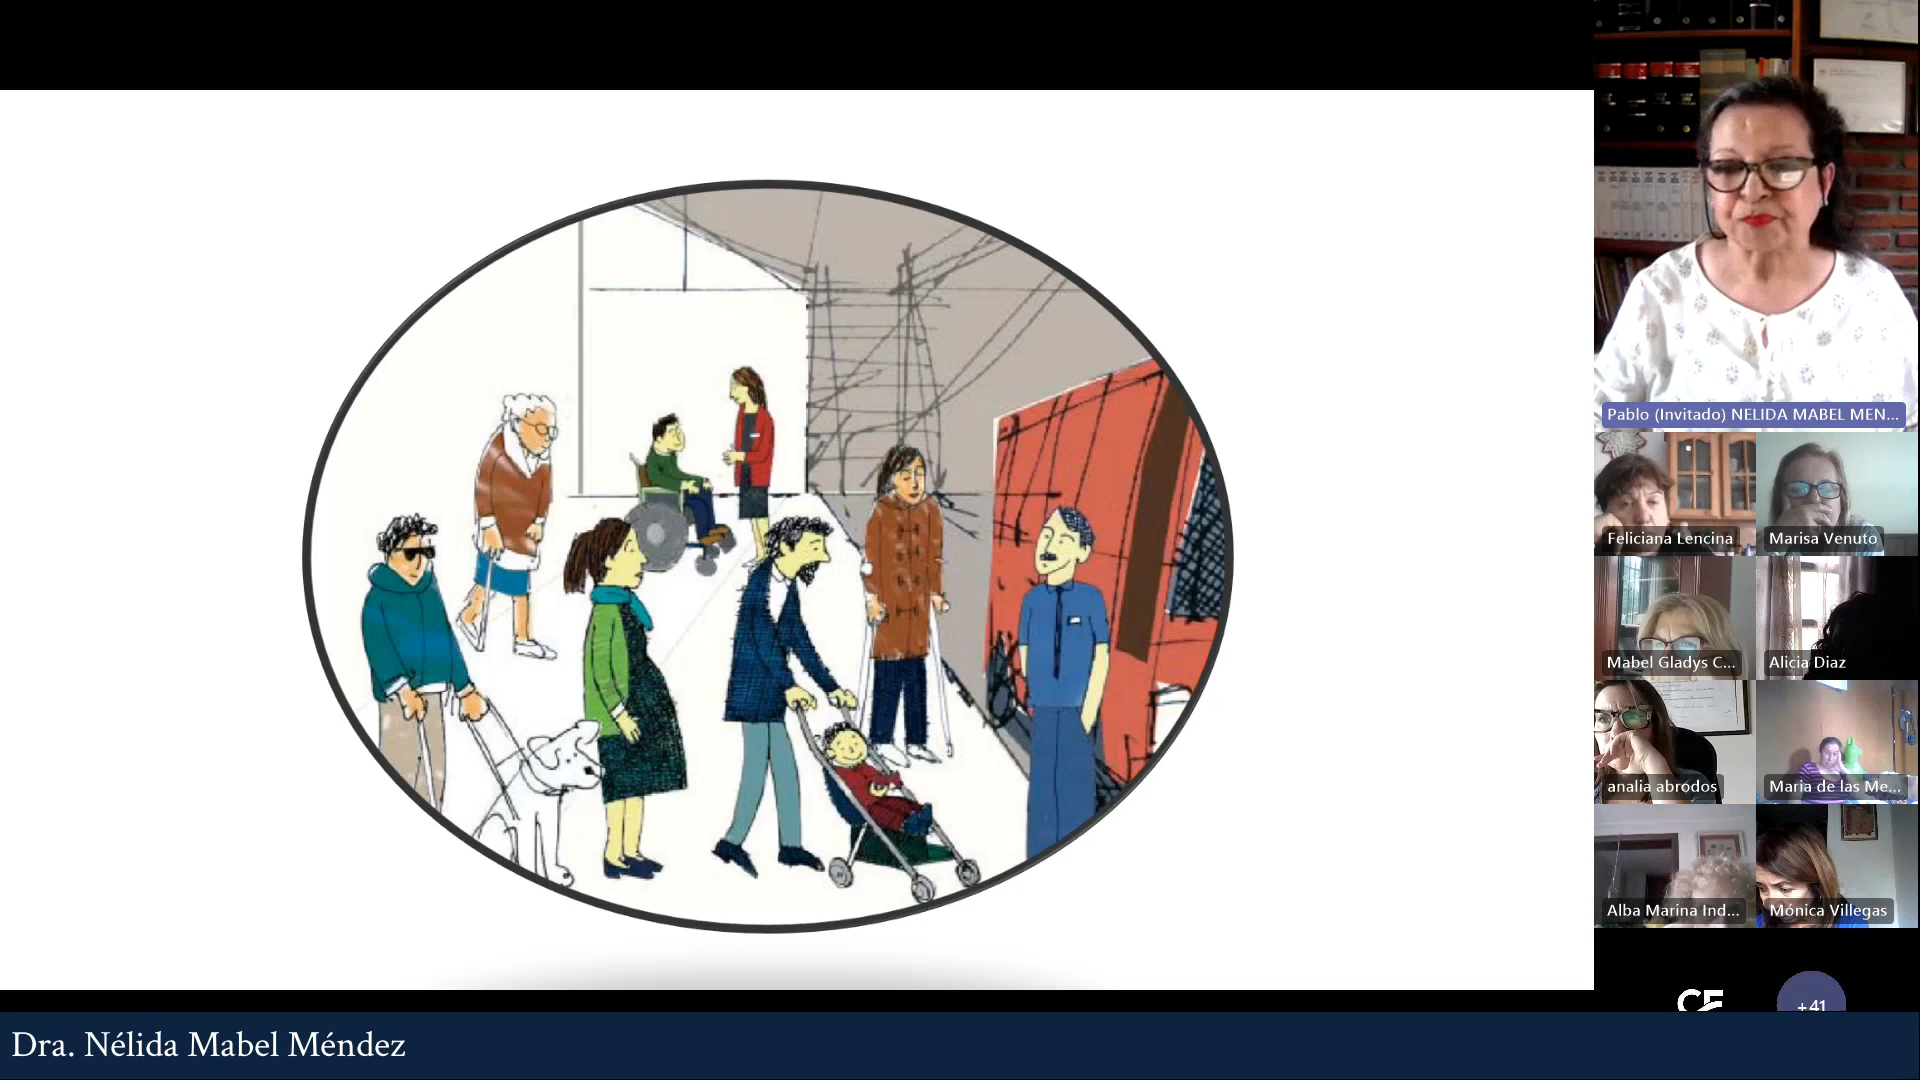 Pablo (Invitado) NELIDA MABEL MEN...
Feliciana Lencina
Marisa Venuto
Mabel Gladys C...
Alicia Diaz
analia abrodos
Maria de las Me...
Alba Marina Ind...
Mónica Villegas
CF
+41
Dra. Nélida Mabel Méndez